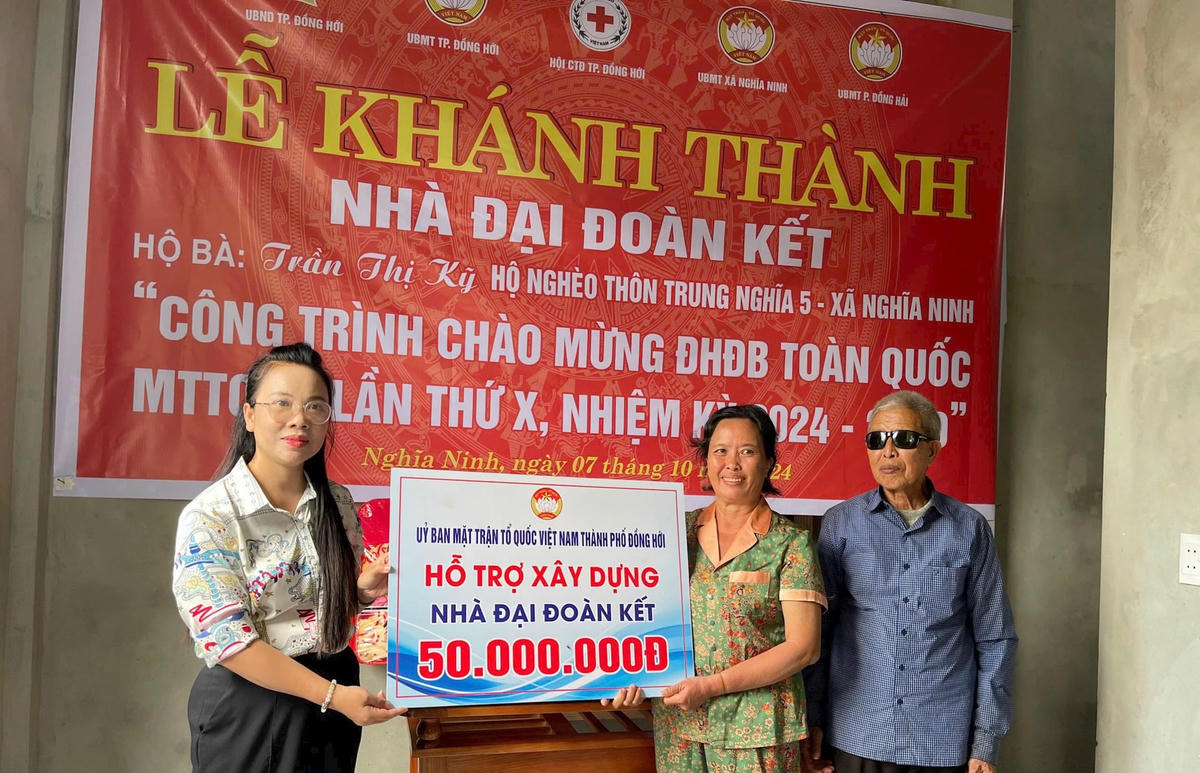 UBND TP. ĐỒNG HỚI
UBMT TP. ĐỒNG HỚI
HỘI CTĐ TP. ĐỒNG HỚI
UBMT XÃ NGHĨA NINH
UBMT P. ĐỒNG HẢI
LỄ KHÁNH THÀNH
NHÀ ĐẠI ĐOÀN KẾT
HỘ BÀ: Trần Thị Kỹ HỘ NGHÈO THÔN TRUNG NGHĨA 5 - XÃ NGHĨA NINH
“CÔNG TRÌNH CHÀO MỪNG ĐHĐB TOÀN QUỐC
LẦN THỨ X, NHIỆM KỲ 2024 -
Nghĩa Ninh, ngày 07 tháng 10
UỶ BAN MẶT TRẬN TỔ QUỐC VIỆT NAM THÀNH PHỐ ĐỒNG HỚI
HỖ TRỢ XÂY DỰNG
NHÀ ĐẠI ĐOÀN KẾT
50.000.000Đ